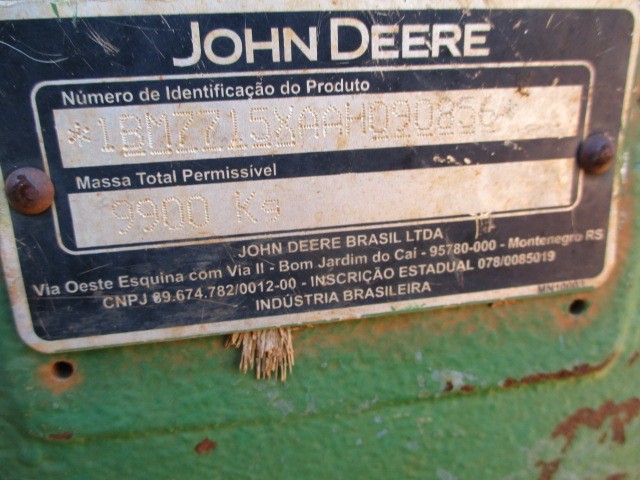 JOHN DEERE
Número de Identificação do Produto
*1BMZZ15XAAH090856*
Massa Total Permissível
9900 Kg
JOHN DEERE BRASIL LTDA
Via Oeste Esquina com Via II - Bom Jardim do Caí - 95780-000 - Montenegro RS
CNPJ 89.674.782/0012-00 - INSCRIÇÃO ESTADUAL 078/0085019
INDÚSTRIA BRASILEIRA